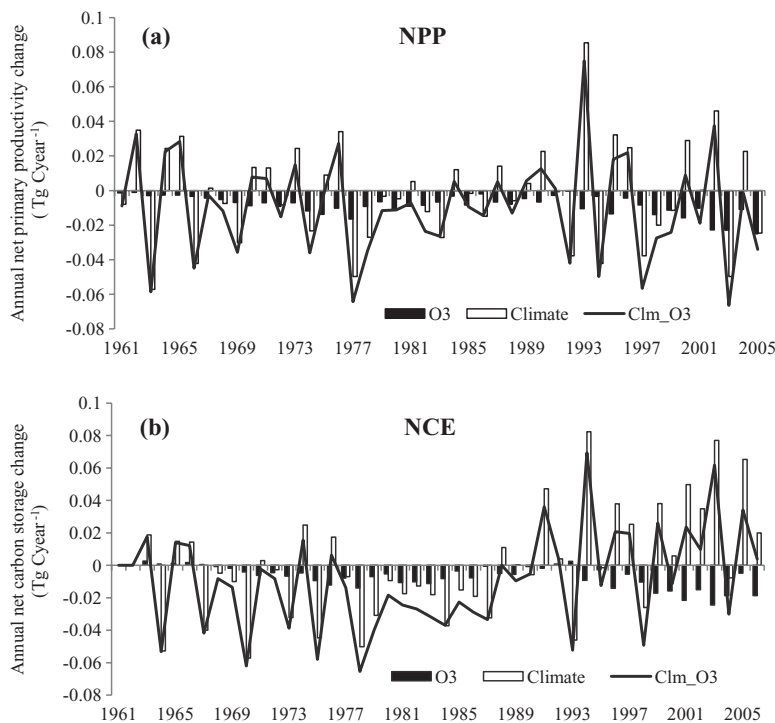 (a) NPP
Annual net primary productivity change
(Tg Cyear-1)
0.1
0.08
0.06
0.04
0.02
0
-0.02
-0.04
-0.06
-0.08
O3 Climate Clm_O3
1961 1965 1969 1973 1977 1981 1985 1989 1993 1997 2001 2005
(b) NCE
Annual net carbon storage change
(Tg Cyear-1)
0.1
0.08
0.06
0.04
0.02
0
-0.02
-0.04
-0.06
-0.08
O3 Climate Clm_O3
1961 1965 1969 1973 1977 1981 1985 1989 1993 1997 2001 2005